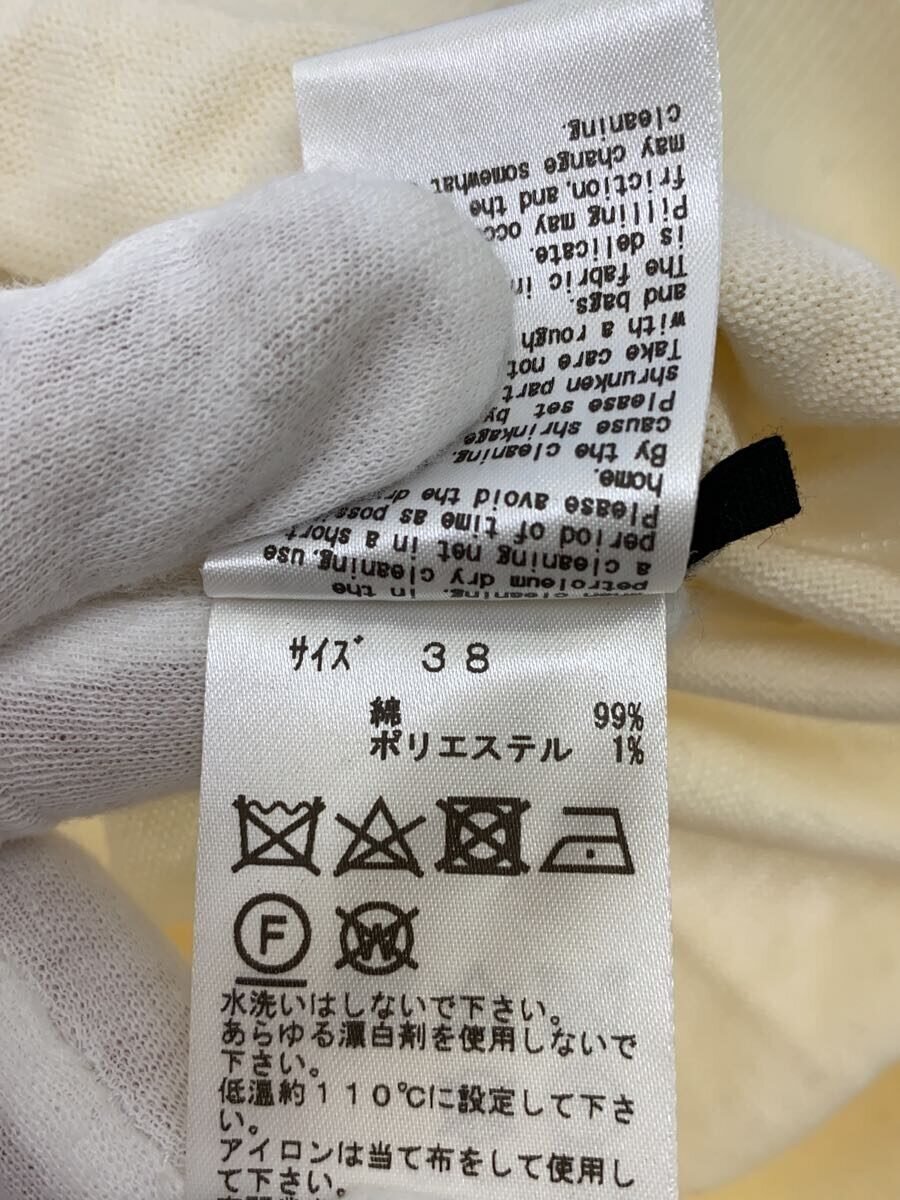 when cleaning. in the
petroleum dry cleaning, use
a cleaning net in a short
period of time as
Please avoid the
home.
By the cleaning,
cause shrinkage
Please set by
shrunken part
Take care not
with a rough
and bags.
The fabric in
is delicate.
Pilling may
friction, and the
may change somewhat
cleaning.
サイズ 38
綿 99%
ポリエステル 1%
F
W
水洗いはしないで下さい。
あらゆる漂白剤を使用しないで
下さい。
低温約110℃に設定して下さ
い。
アイロンは当て布をして使用し
て下さい。